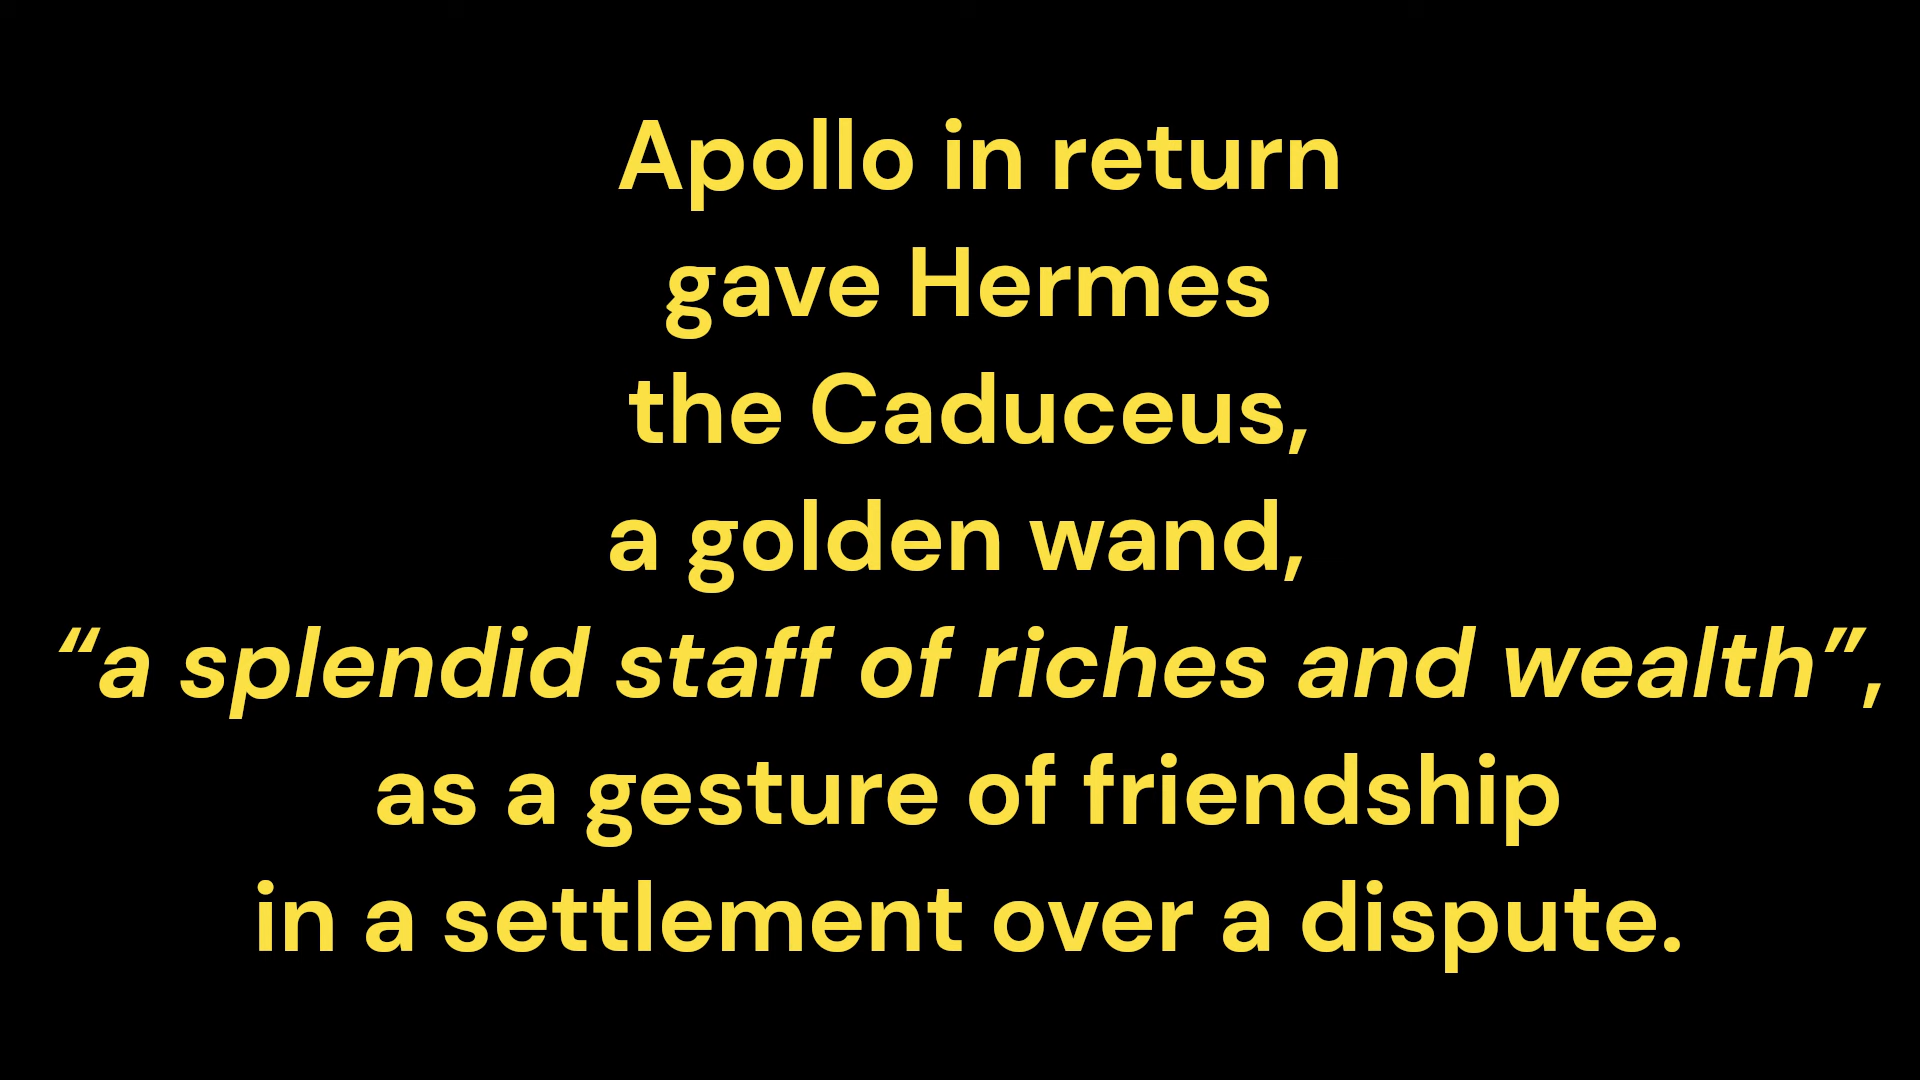 Apollo in return
gave Hermes
the Caduceus,
a golden wand,
“a splendid staff of riches and wealth”,
as a gesture of friendship
in a settlement over a dispute.